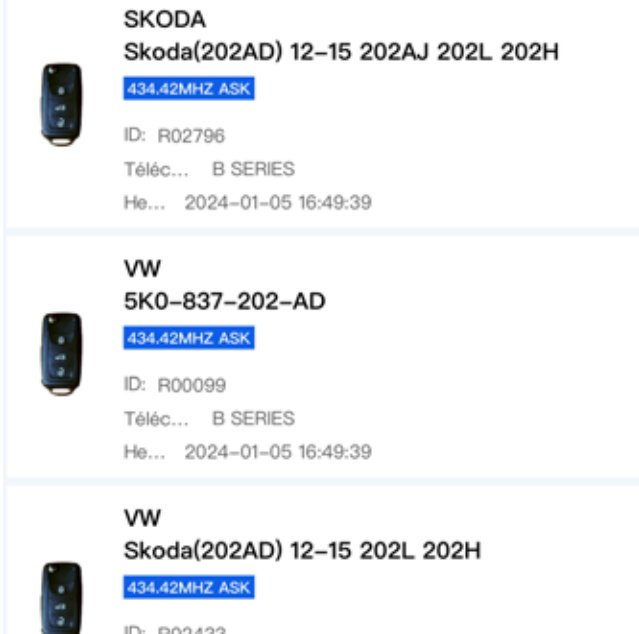 SKODA
Skoda(202AD) 12-15 202AJ 202L 202H
434.42MHZ ASK
ID: R02796
Téléc... B SERIES
He... 2024-01-05 16:49:39
VW
5K0-837-202-AD
434.42MHZ ASK
ID: R00099
Téléc... B SERIES
He... 2024-01-05 16:49:39
VW
Skoda(202AD) 12-15 202L 202H
434.42MHZ ASK
ID: R02433